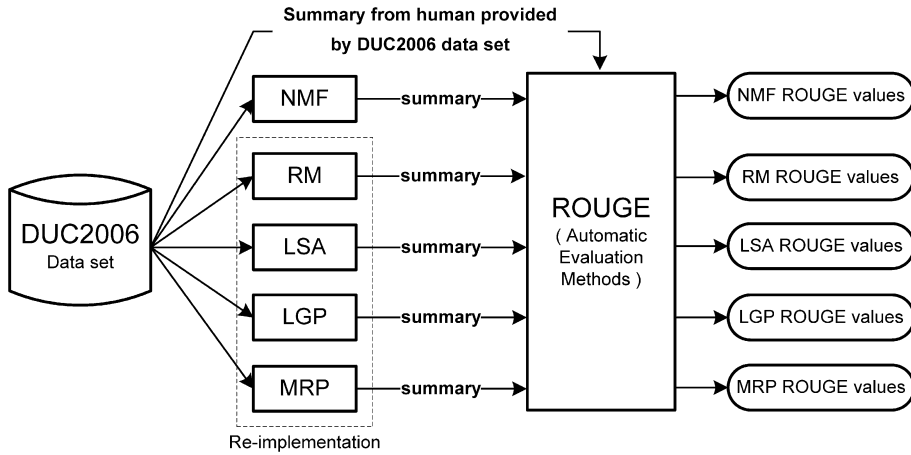 Summary from human provided
by DUC2006 data set
NMF
summary
NMF ROUGE values
RM
summary
RM ROUGE values
DUC2006
Data set
LSA
summary
ROUGE
( Automatic
Evaluation
Methods )
LSA ROUGE values
LGP
summary
LGP ROUGE values
MRP
summary
MRP ROUGE values
Re-implementation